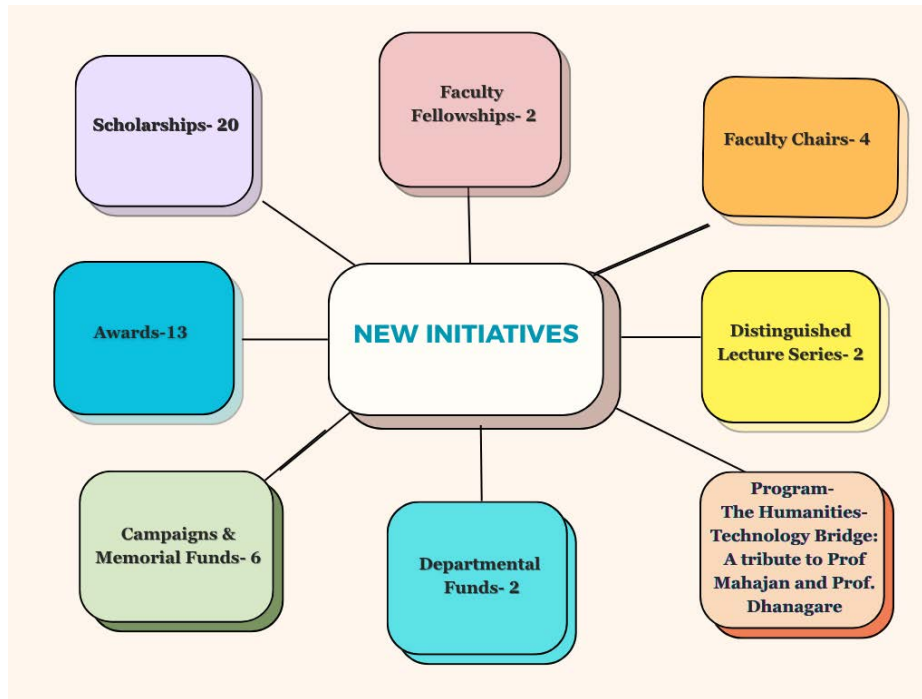 Scholarships- 20
Faculty
Fellowships- 2
Faculty Chairs- 4
Awards-13
NEW INITIATIVES
Distinguished
Lecture Series- 2
Campaigns &
Memorial Funds- 6
Departmental
Funds- 2
Program-
The Humanities-
Technology Bridge:
A tribute to Prof
Mahajan and Prof.
Dhanagare